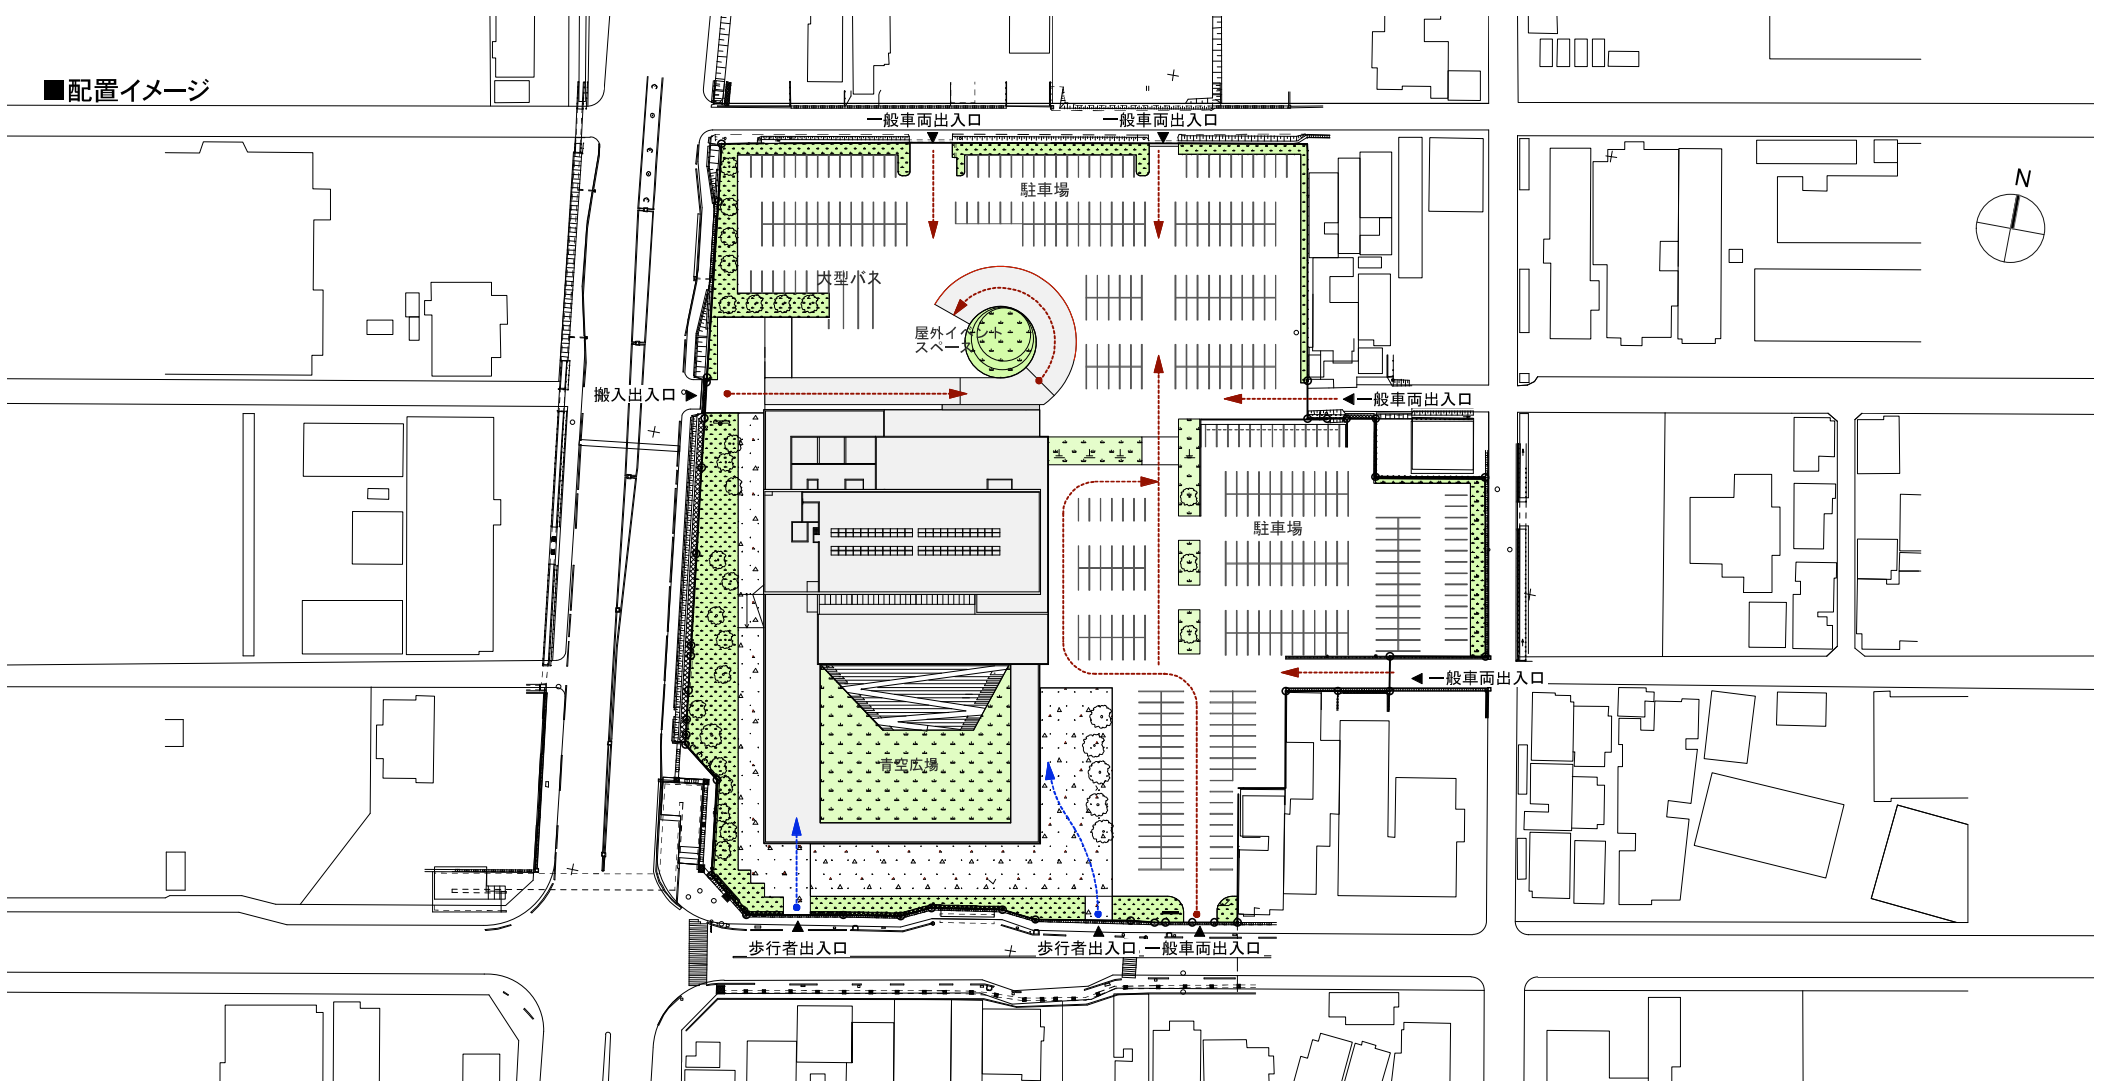 ■配置イメージ
一般車両出入口
一般車両出入口
N
駐車場
大型バス
屋外イベント
スペース
搬入出入口
一般車両出入口
駐車場
一般車両出入口
青空広場
歩行者出入口
歩行者出入口
一般車両出入口